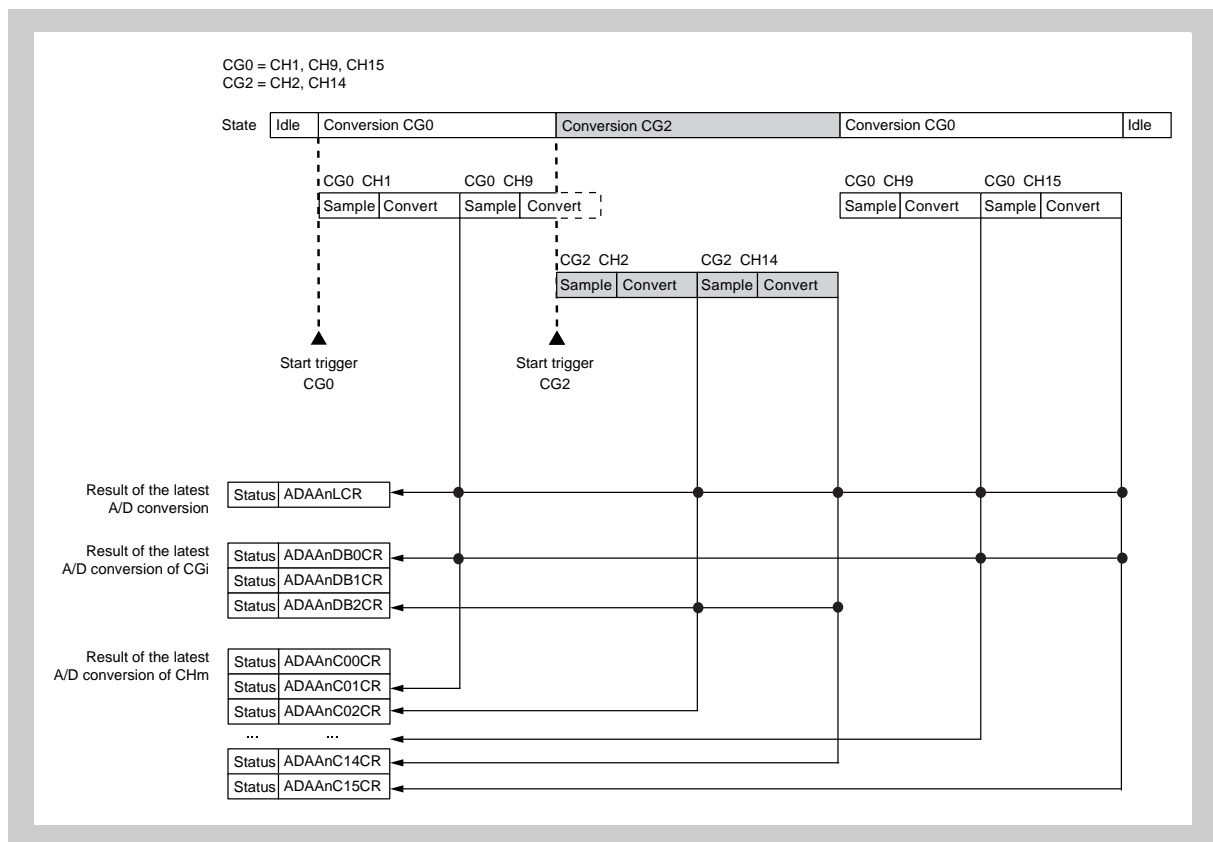 CG0 = CH1, CH9, CH15
CG2 = CH2, CH14
State Idle Conversion CG0 Conversion CG2 Conversion CG0 Idle
CG0 CH1 CG0 CH9 CG0 CH9 CG0 CH15
Sample Convert Sample Convert Sample Convert Sample Convert
CG2 CH2 CG2 CH14
Sample Convert Sample Convert
Start trigger
CG0
Start trigger
CG2
Result of the latest
A/D conversion
Status ADAAnLCR
Result of the latest
A/D conversion of CGi
Status ADAAnDB0CR
Status ADAAnDB1CR
Status ADAAnDB2CR
Result of the latest
A/D conversion of CHm
Status ADAAnC00CR
Status ADAAnC01CR
Status ADAAnC02CR
... ...
Status ADAAnC14CR
Status ADAAnC15CR